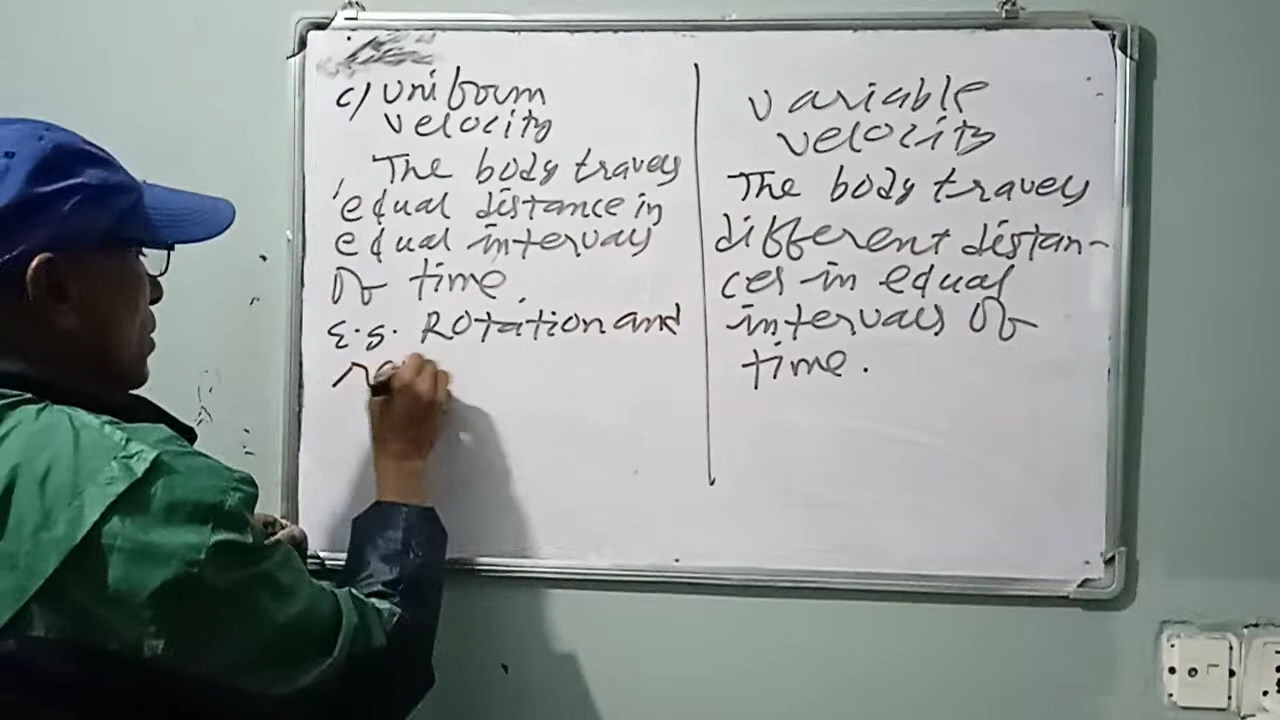 c) Uniform
velocity
The body travels
equal distance in
equal intervals
of time.
E.g. Rotation and
variable
velocity
The body travels
different distan-
ces in equal
intervals of
time.